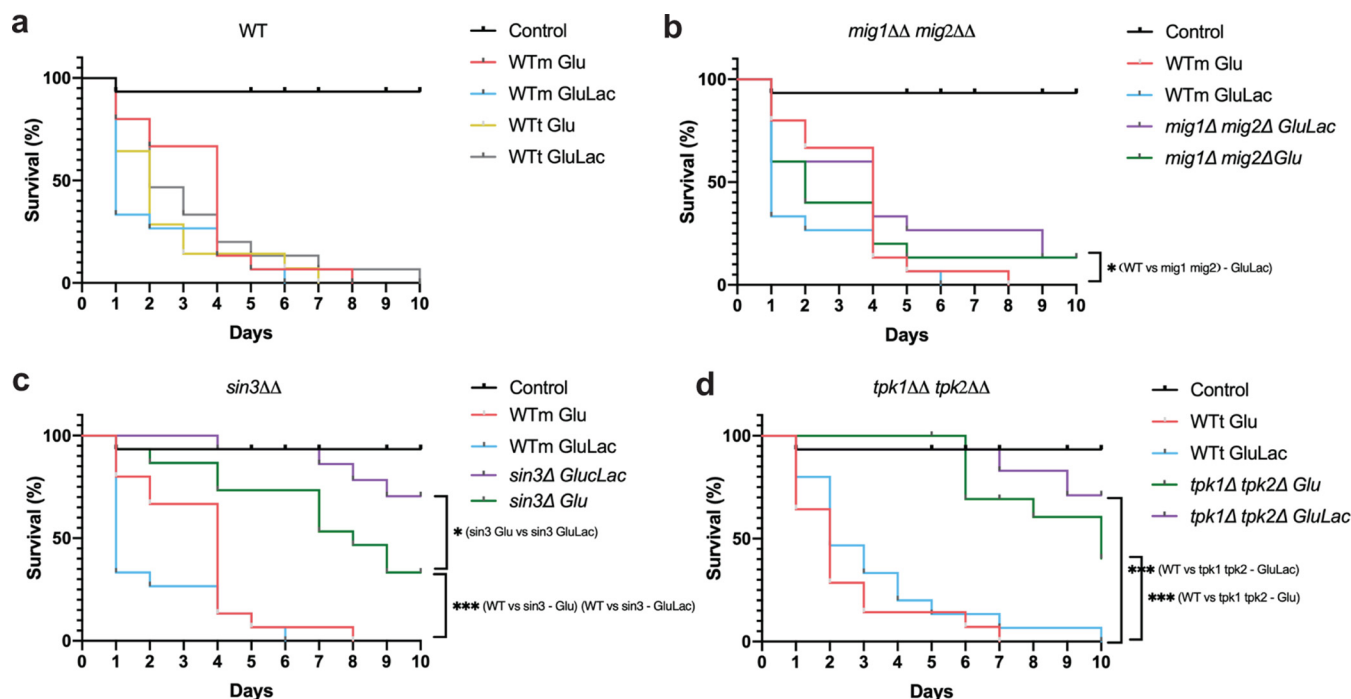 a
WT
Control
WTm Glu
WTm GluLac
WTt Glu
WTt GluLac
Survival (%)
100
50
0
0 1 2 3 4 5 6 7 8 9 10
Days
b
mig1ΔΔ mig2ΔΔ
Control
WTm Glu
WTm GluLac
mig1Δ mig2Δ GluLac
mig1Δ mig2ΔGlu
Survival (%)
100
50
0
0 1 2 3 4 5 6 7 8 9 10
Days
* (WT vs mig1 mig2) - GluLac)
c
sin3ΔΔ
Control
WTm Glu
WTm GluLac
sin3Δ GlucLac
sin3Δ Glu
Survival (%)
100
50
0
0 1 2 3 4 5 6 7 8 9 10
Days
* (sin3 Glu vs sin3 GluLac)
*** (WT vs sin3 - Glu) (WT vs sin3 - GluLac)
d
tpk1ΔΔ tpk2ΔΔ
Control
WTt Glu
WTt GluLac
tpk1Δ tpk2Δ Glu
tpk1Δ tpk2Δ GluLac
Survival (%)
100
50
0
0 1 2 3 4 5 6 7 8 9 10
Days
*** (WT vs tpk1 tpk2 - GluLac)
*** (WT vs tpk1 tpk2 - Glu)